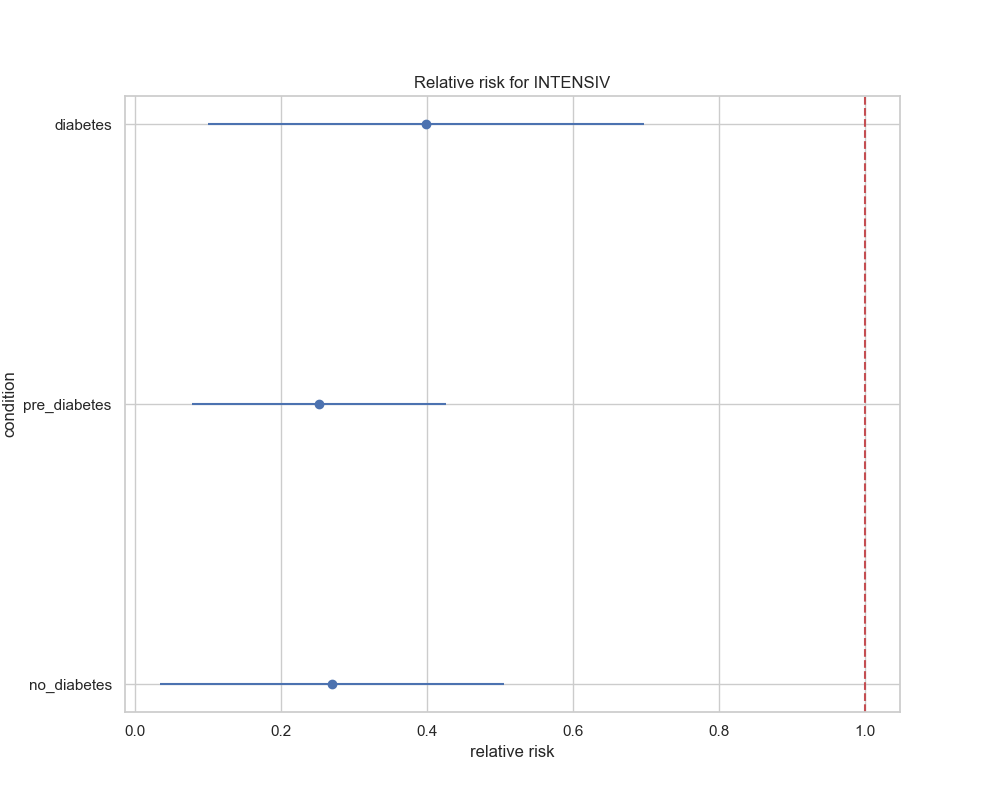 Relative risk for INTENSIV
diabetes
pre_diabetes
no_diabetes
condition
0.0 0.2 0.4 0.6 0.8 1.0
relative risk